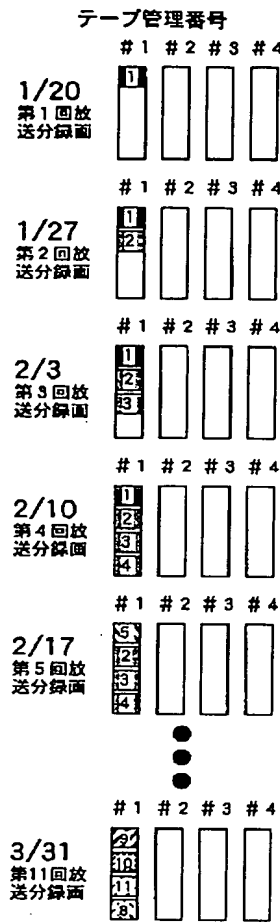 テープ管理番号
#1 #2 #3 #4
1/20
第1回放
送分録画
1
#1 #2 #3 #4
1/27
第2回放
送分録画
1
2
#1 #2 #3 #4
2/3
第3回放
送分録画
1
2
3
#1 #2 #3 #4
2/10
第4回放
送分録画
1
2
3
4
#1 #2 #3 #4
2/17
第5回放
送分録画
5
2
3
4
#1 #2 #3 #4
3/31
第11回放
送分録画
9
10
11
8